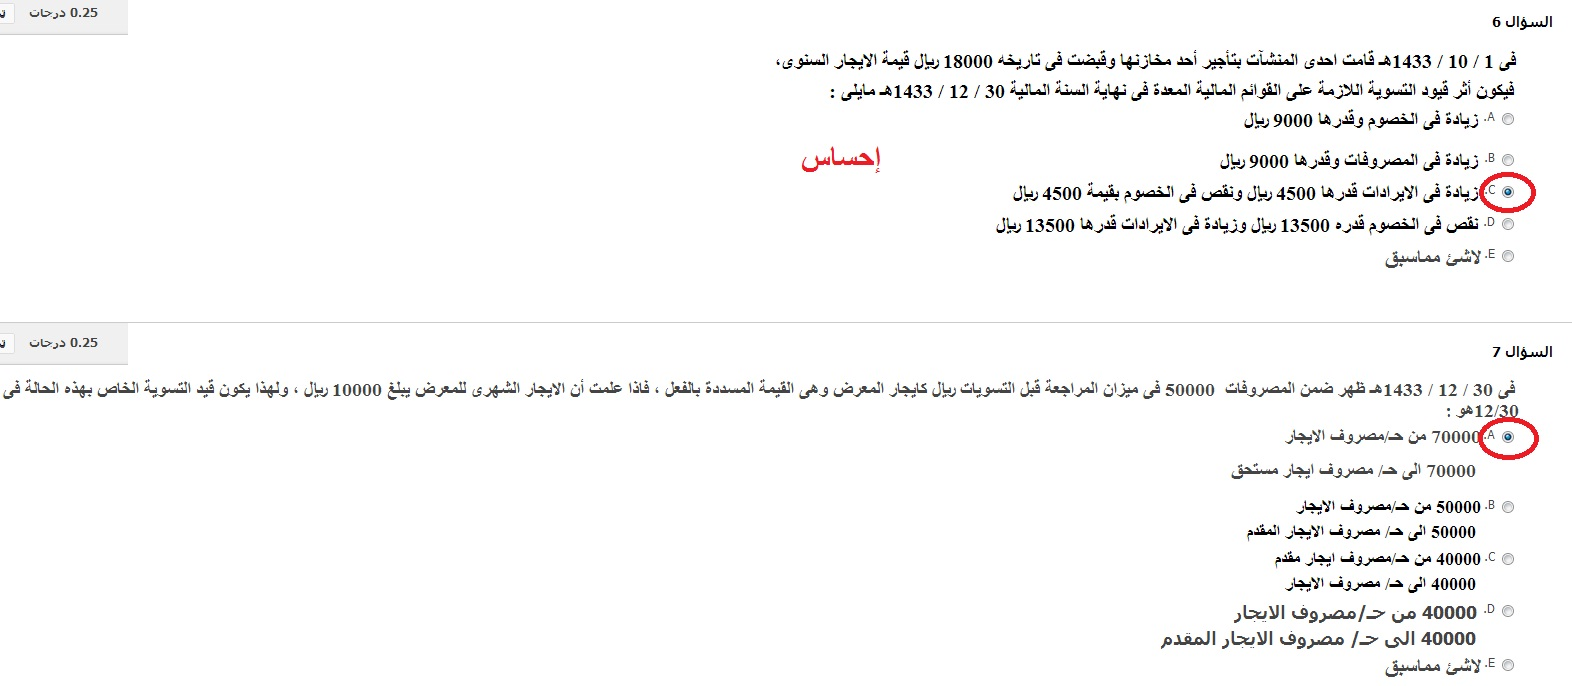 0.25 درجات
السؤال 6
فى 1 / 10 / 1433هـ قامت احدى المنشآت بتأجير أحد مخازنها وقبضت فى تاريخه 18000 ريال قيمة الايجار السنوى،
فيكون أثر قيود التسوية اللازمة على القوائم المالية المعدة فى نهاية السنة المالية 30 / 12 / 1433هـ مايلى :
A. زيادة فى الخصوم وقدرها 9000 ريال
B. زيادة فى المصروفات وقدرها 9000 ريال
إحساس
C. زيادة فى الايرادات قدرها 4500 ريال ونقص فى الخصوم بقيمة 4500 ريال
D. نقص فى الخصوم قدره 13500 ريال وزيادة فى الايرادات قدرها 13500 ريال
E. لاشئ مماسبق
0.25 درجات
السؤال 7
فى 30 / 12 / 1433هـ ظهر ضمن المصروفات 50000 فى ميزان المراجعة قبل التسويات ريال كايجار المعرض وهى القيمة المسددة بالفعل ، فاذا علمت أن الايجار الشهرى للمعرض يبلغ 10000 ريال ، ولهذا يكون قيد التسوية الخاص بهذه الحالة فى
12/30هو :
A. 70000 من حـ/مصروف الايجار
70000 الى حـ/ مصروف ايجار مستحق
B. 50000 من حـ/مصروف الايجار
50000 الى حـ/ مصروف الايجار المقدم
C. 40000 من حـ/مصروف ايجار مقدم
40000 الى حـ/ مصروف الايجار
D. 40000 من حـ/مصروف الايجار
40000 الى حـ/ مصروف الايجار المقدم
E. لاشئ مماسبق